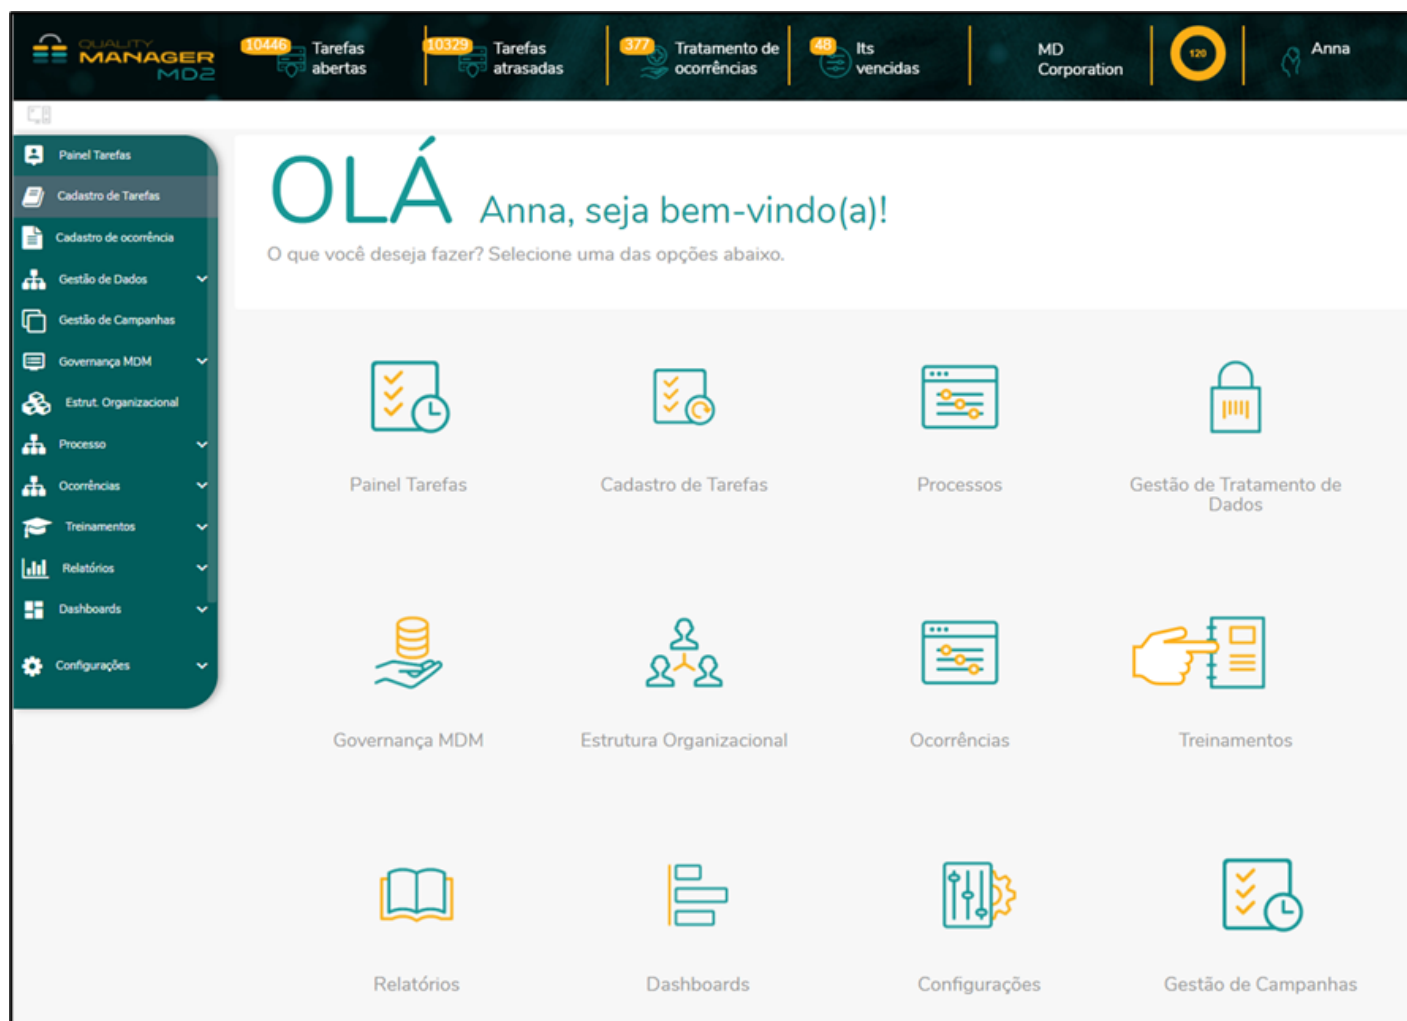 QUALITY
MANAGER
MD2
10446
Tarefas
abertas
10329
Tarefas
atrasadas
377
Tratamento de
ocorrências
48
Its
vencidas
MD
Corporation
120
Anna
Painel Tarefas
Cadastro de Tarefas
Cadastro de ocorrência
Gestão de Dados
Gestão de Campanhas
Governança MDM
Estrut. Organizacional
Processo
Ocorrências
Treinamentos
Relatórios
Dashboards
Configurações
OLÁ Anna, seja bem-vindo(a)!
O que você deseja fazer? Selecione uma das opções abaixo.
Painel Tarefas
Cadastro de Tarefas
Processos
Gestão de Tratamento de
Dados
Governança MDM
Estrutura Organizacional
Ocorrências
Treinamentos
Relatórios
Dashboards
Configurações
Gestão de Campanhas